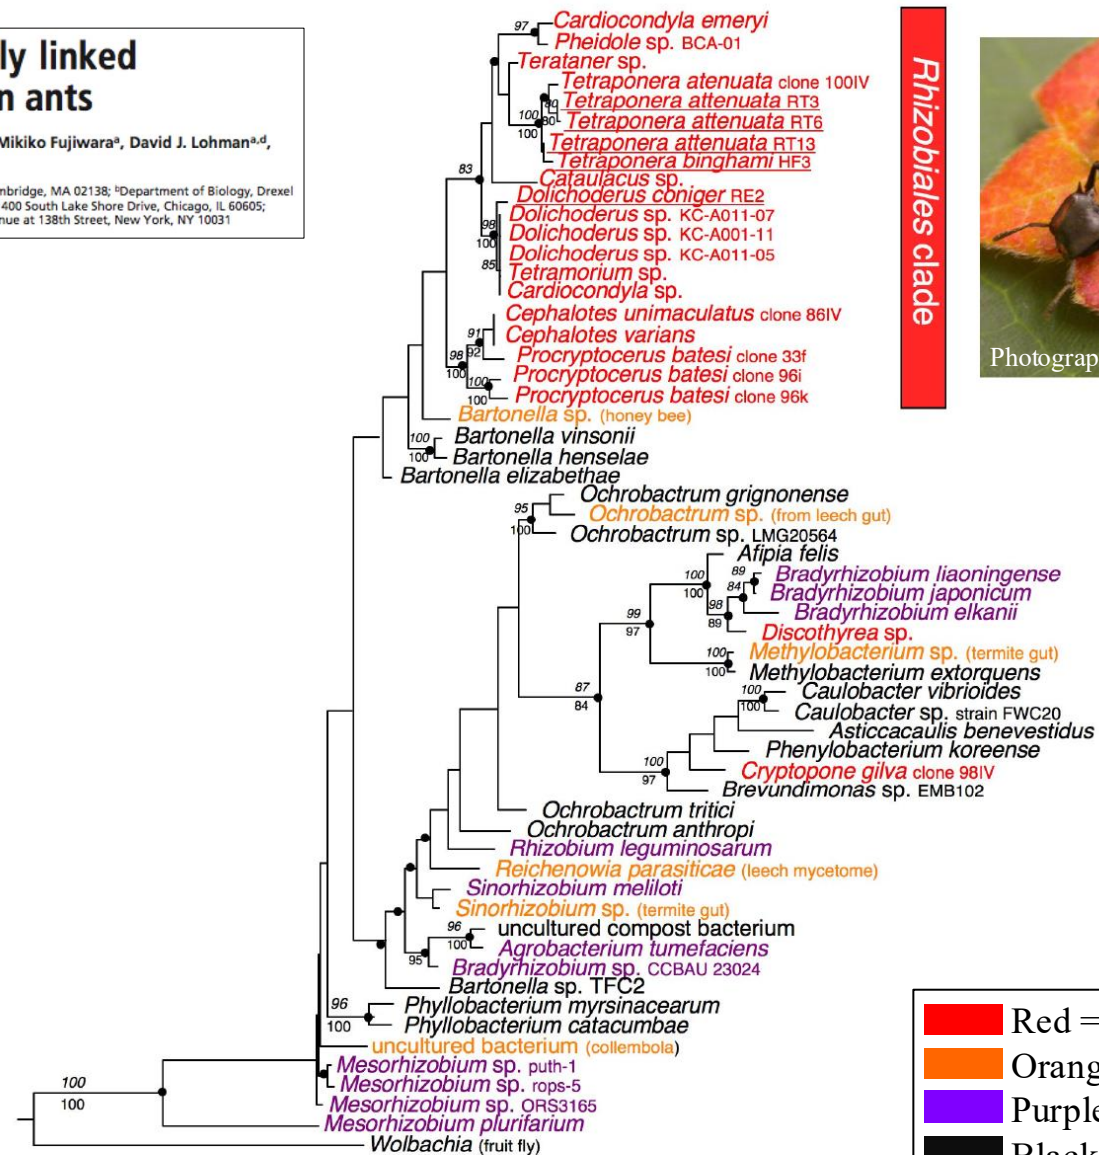 ly linked
n ants
Mikiko Fujiwaraᵃ, David J. Lohmanᵃ,ᵈ,
mbridge, MA 02138; ᵇDepartment of Biology, Drexel
400 South Lake Shore Drive, Chicago, IL 60605;
nue at 138th Street, New York, NY 10031
Cardiocondyla emeryi
97
Pheidole sp. BCA-01
Terataner sp.
Tetraponera atenuata clone 100IV
80
Tetraponera attenuata RT3
100
80
Tetraponera attenuata RT6
100
Tetraponera attenuata RT13
Tetraponera binghami HF3
83
Cataulacus sp.
Dolichoderus coniger RE2
Dolichoderus sp. KC-A011-07
98
Dolichoderus sp. KC-A001-11
100
Dolichoderus sp. KC-A011-05
85
Tetramorium sp.
Cardiocondyla sp.
Cephalotes unimaculatus clone 86IV
91
Cephalotes varians
92
98
Procryptocerus batesi clone 33f
100
100
Procryptocerus batesi clone 96i
100
Procryptocerus batesi clone 96k
Rhizobiales clade
Photograp
Bartonella sp. (honey bee)
100
Bartonella vinsonii
100
Bartonella henselae
Bartonella elizabethae
Ochrobactrum grignonense
95
Ochrobactrum sp. (from leech gut)
100
Ochrobactrum sp. LMG20564
Afipia felis
100
89
Bradyrhizobium liaoningense
100
84
Bradyrhizobium japonicum
99
98
Bradyrhizobium elkanii
97
89
Discothyrea sp.
100
Methylobacterium sp. (termite gut)
100
Methylobacterium extorquens
87
84
100
Caulobacter vibrioides
100
Caulobacter sp. strain FWC20
Asticcacaulis benevestidus
Phenylobacterium koreense
100
97
Cryptopone gilva clone 98IV
Brevundimonas sp. EMB102
Ochrobactrum tritici
Ochrobactrum anthropi
Rhizobium leguminosarum
Reichenowia parasiticae (leech mycetome)
Sinorhizobium meliloti
Sinorhizobium sp. (termite gut)
96
uncultured compost bacterium
100
Agrobacterium tumefaciens
95
Bradyrhizobium sp. CCBAU 23024
Bartonella sp. TFC2
96
Phyllobacterium myrsinacearum
100
Phyllobacterium catacumbae
uncultured bacterium (collembola)
Mesorhizobium sp. puth-1
100
Mesorhizobium sp. rops-5
100
Mesorhizobium sp. ORS3165
Mesorhizobium plurifarium
Wolbachia (fruit fly)
Red =
Orang
Purple
Black